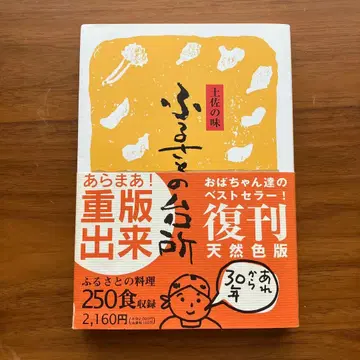 土佐の味
ふるさとの台所
あらまあ！
重版
出来
おばちゃん達の
ベストセラー！
復刊
天然色版
ふるさとの料理
250食収録
2,160円
あれ
から
30年